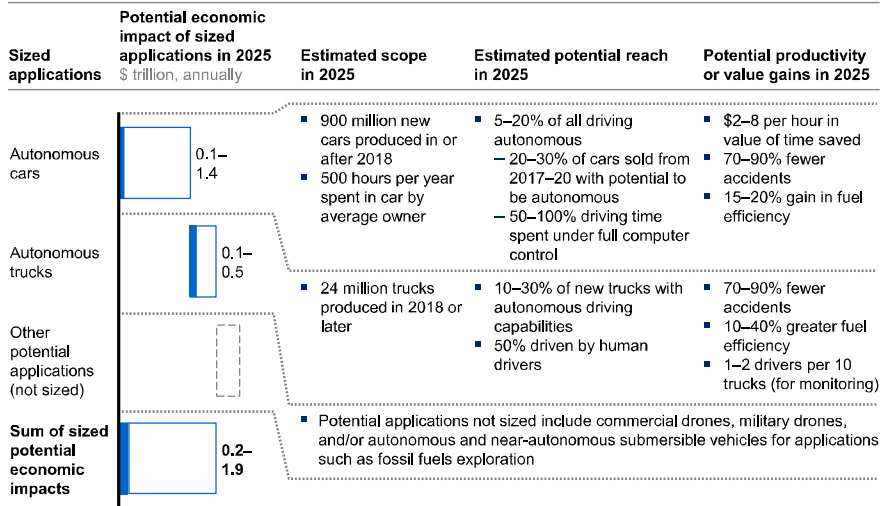 Sized
applications
Potential economic
impact of sized
applications in 2025
$ trillion, annually
Estimated scope
in 2025
Estimated potential reach
in 2025
Potential productivity
or value gains in 2025
Autonomous
cars
0.1–
1.4
▪ 900 million new
cars produced in or
after 2018
▪ 500 hours per year
spent in car by
average owner
▪ 5–20% of all driving
autonomous
– 20–30% of cars sold from
2017–20 with potential to
be autonomous
– 50–100% driving time
spent under full computer
control
▪ $2–8 per hour in
value of time saved
▪ 70–90% fewer
accidents
▪ 15–20% gain in fuel
efficiency
Autonomous
trucks
0.1–
0.5
▪ 24 million trucks
produced in 2018 or
later
▪ 10–30% of new trucks with
autonomous driving
capabilities
▪ 50% driven by human
drivers
▪ 70–90% fewer
accidents
▪ 10–40% greater fuel
efficiency
▪ 1–2 drivers per 10
trucks (for monitoring)
Other
potential
applications
(not sized)
▪ Potential applications not sized include commercial drones, military drones,
and/or autonomous and near-autonomous submersible vehicles for applications
such as fossil fuels exploration
Sum of sized
potential
economic
impacts
0.2–
1.9